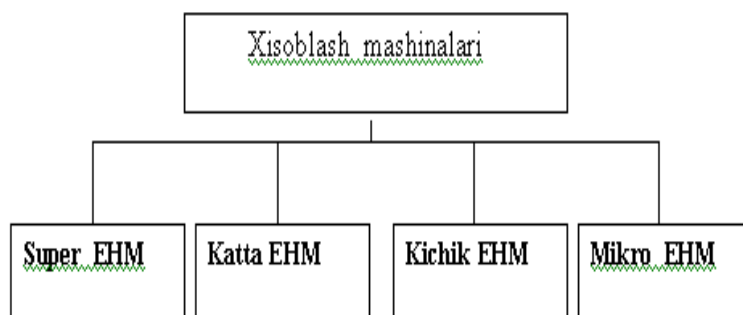 Xisoblash mashinalari
Super EHM
Katta EHM
Kichik EHM
Mikro EHM